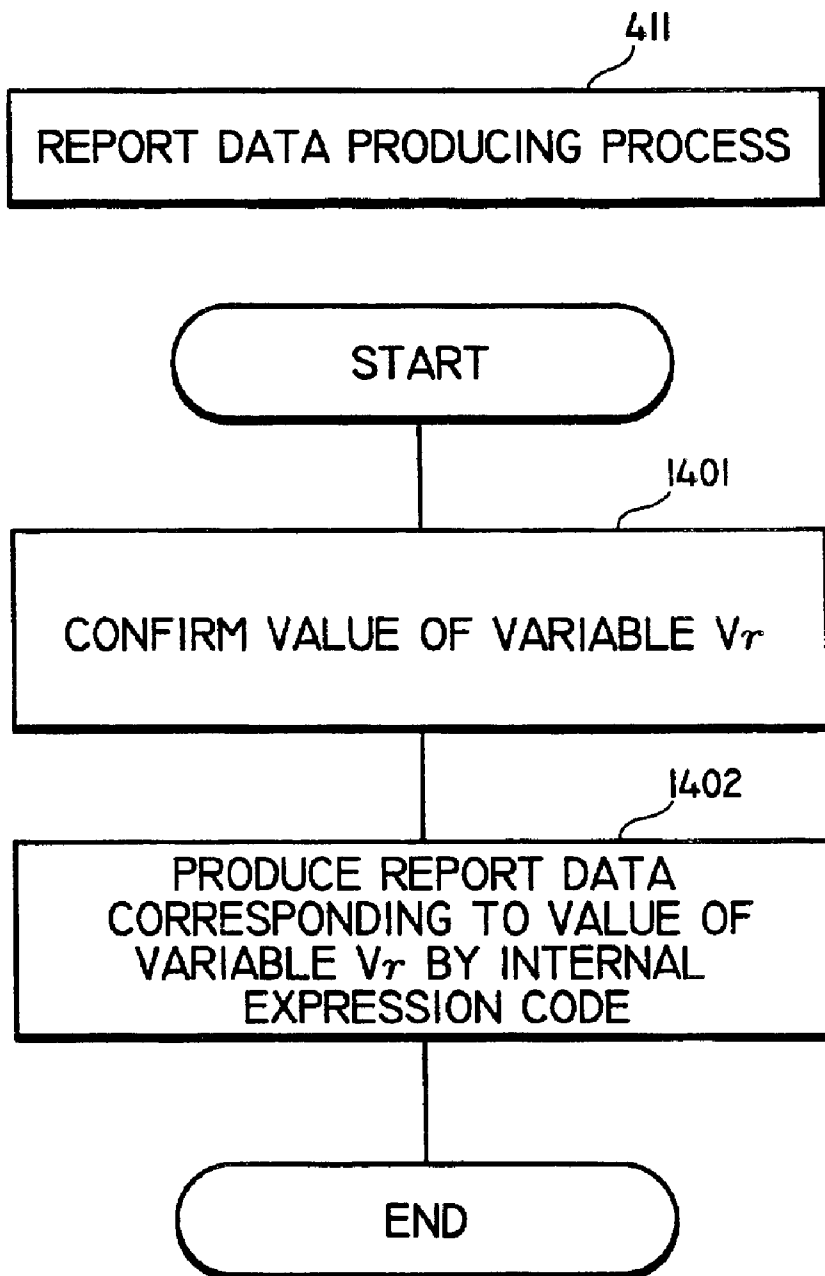 411
REPORT DATA PRODUCING PROCESS
START
1401
CONFIRM VALUE OF VARIABLE Vr
1402
PRODUCE REPORT DATA
CORRESPONDING TO VALUE OF
VARIABLE Vr BY INTERNAL
EXPRESSION CODE
END